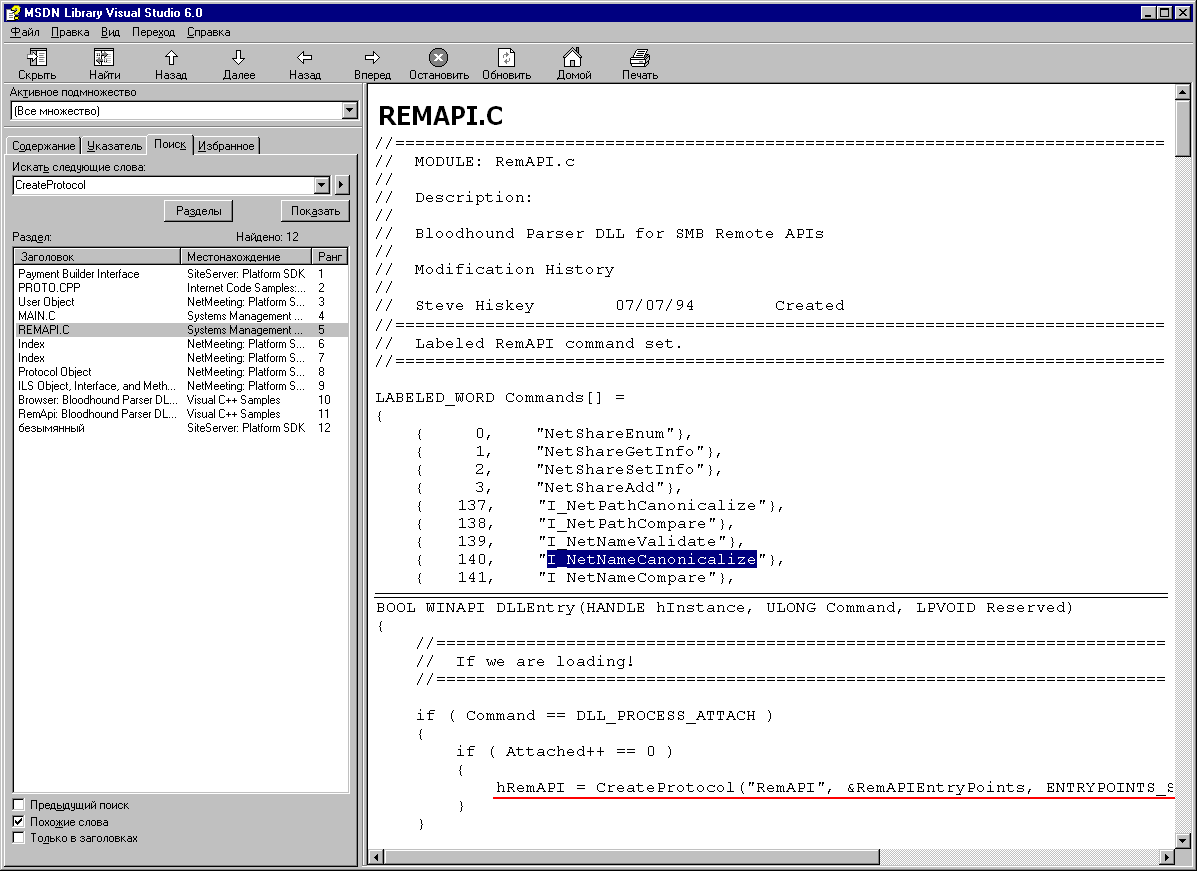 MSDN Library Visual Studio 6.0
Файл Правка Вид Переход Справка
Скрыть Найти Назад Далее Назад Вперед Остановить Обновить Домой Печать
Активное подмножество
(Все множество)
Содержание Указатель Поиск Избранное
Искать следующие слова:
CreateProtocol
Разделы Показать
Раздел: Найдено: 12
Заголовок Местонахождение Ранг
Payment Builder Interface SiteServer: Platform SDK 1
PROTO.CPP Internet Code Samples:... 2
User Object NetMeeting: Platform S... 3
MAIN.C Systems Management ... 4
REMAPI.C Systems Management ... 5
Index NetMeeting: Platform S... 6
Index NetMeeting: Platform S... 7
Protocol Object NetMeeting: Platform S... 8
ILS Object, Interface, and Meth... NetMeeting: Platform S... 9
Browser: Bloodhound Parser DL... Visual C++ Samples 10
RemApi: Bloodhound Parser DL... Visual C++ Samples 11
безымянный SiteServer: Platform SDK 12
Предыдущий поиск
Похожие слова
Только в заголовках
REMAPI.C
//=============================================================================
// MODULE: RemAPI.c
//
// Description:
//
// Bloodhound Parser DLL for SMB Remote APIs
//
// Modification History
//
// Steve Hiskey 07/07/94 Created
//=============================================================================
// Labeled RemAPI command set.
//=============================================================================
LABELED_WORD Commands[] =
{
{ 0, "NetShareEnum"},
{ 1, "NetShareGetInfo"},
{ 2, "NetShareSetInfo"},
{ 3, "NetShareAdd"},
{ 137, "I_NetPathCanonicalize"},
{ 138, "I_NetPathCompare"},
{ 139, "I_NetNameValidate"},
{ 140, "I_NetNameCanonicalize"},
{ 141, "I_NetNameCompare"},
BOOL WINAPI DLLEntry(HANDLE hInstance, ULONG Command, LPVOID Reserved)
{
//=========================================================================
// If we are loading!
//=========================================================================
if ( Command == DLL_PROCESS_ATTACH )
{
if ( Attached++ == 0 )
{
hRemAPI = CreateProtocol("RemAPI", &RemAPIEntryPoints, ENTRYPOINTS_S
}
}